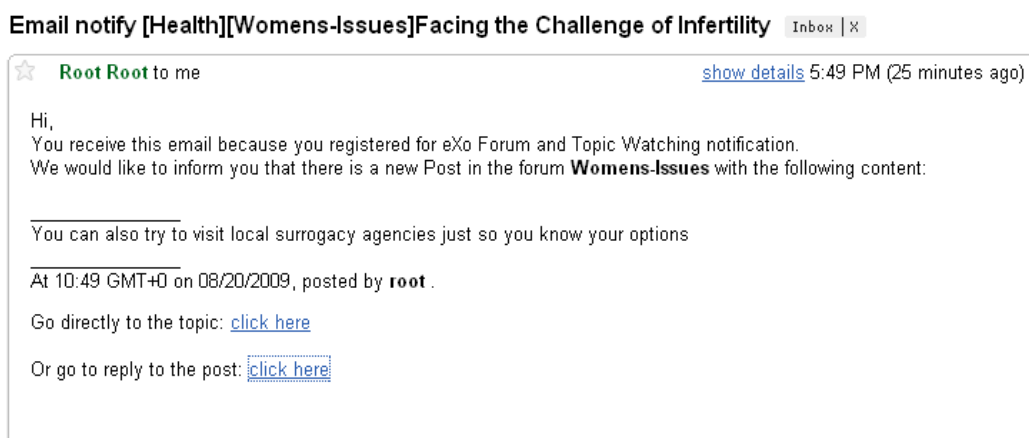 Email notify [Health][Womens-Issues]Facing the Challenge of Infertility Inbox | X
Root Root to me show details 5:49 PM (25 minutes ago)
Hi,
You receive this email because you registered for eXo Forum and Topic Watching notification.
We would like to inform you that there is a new Post in the forum Womens-Issues with the following content:
You can also try to visit local surrogacy agencies just so you know your options
At 10:49 GMT+0 on 08/20/2009, posted by root .
Go directly to the topic: click here
Or go to reply to the post: click here